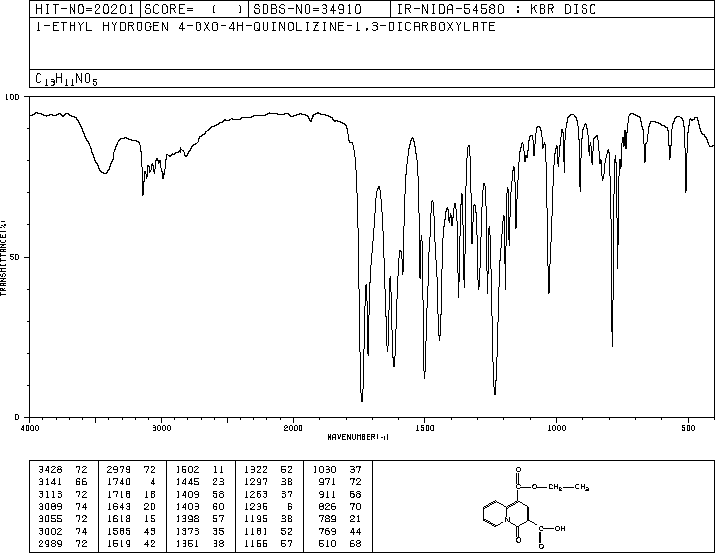 HIT-NO=20201 SCORE= ( ) SDBS-NO=34910 IR-NIDA-54580 : KBR DISC
1-ETHYL HYDROGEN 4-OXO-4H-QUINOLIZINE-1,3-DICARBOXYLATE
C13H11NO5
100
TRANSMITTANCE(%)
50
0
4000 3000 2000 1500 1000 500
WAVENUMBER(-1)
3428 72 2979 72 1602 11 1322 52 1030 37
3141 66 1740 4 1445 23 1297 38 971 72
3113 72 1718 18 1409 58 1263 37 911 68
3089 74 1643 20 1403 60 1236 6 826 70
3055 72 1618 15 1398 57 1195 38 789 21
3002 74 1585 43 1373 35 1181 52 769 44
2989 72 1519 42 1351 38 1156 57 510 68
O
C—O—CH2—CH3
N
O
C—OH
O